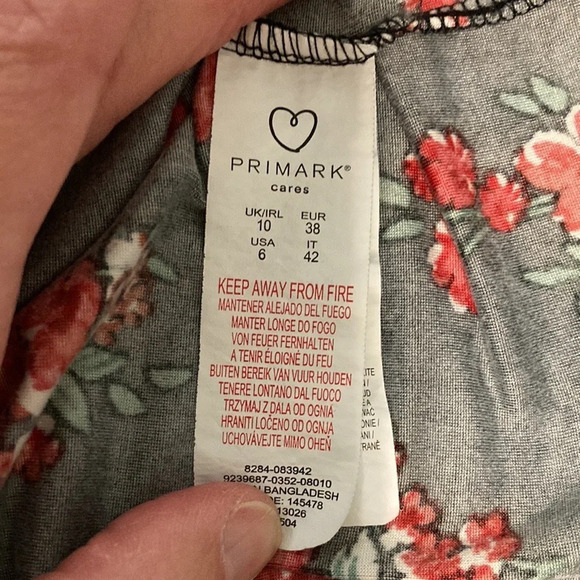 PRIMARK®
cares
UK/IRL EUR
10 38
USA IT
6 42
KEEP AWAY FROM FIRE
MANTENER ALEJADO DEL FUEGO
MANTER LONGE DO FOGO
VON FEUER FERNHALTEN
A TENIR ÉLOIGNÉ DU FEU
BUITEN BEREIK VAN VUUR HOUDEN
TENERE LONTANO DAL FUOCO
TRZYMAJ Z DALA OD OGNIA
HRANITI LOČENO OD OGNJA
UCHOVÁVEJTE MIMO OHEŇ
8284-083942
9239687-0352-08010
BANGLADESH
: 145478
13026
504